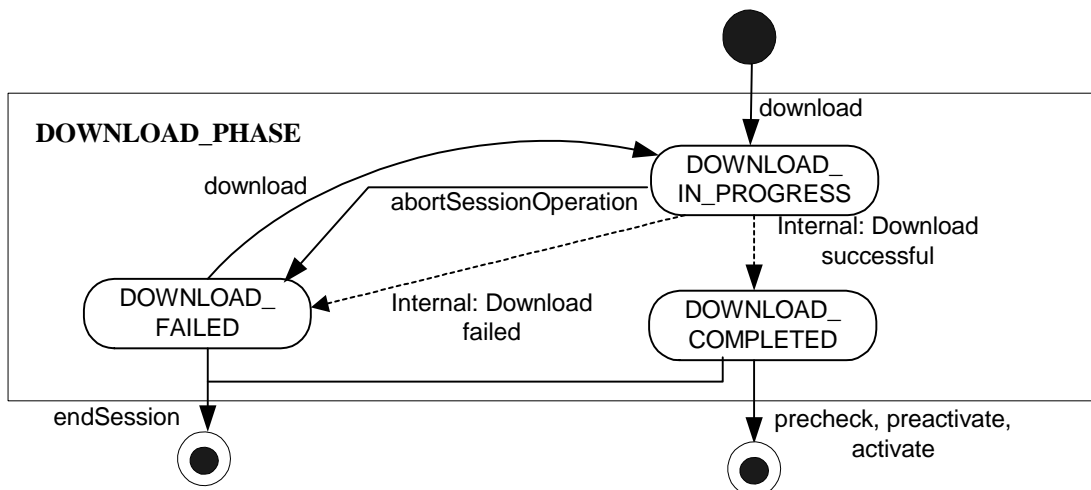 download
DOWNLOAD_PHASE
DOWNLOAD_
IN_PROGRESS
download
abortSessionOperation
Internal: Download
successful
DOWNLOAD_
FAILED
Internal: Download
failed
DOWNLOAD_
COMPLETED
endSession
precheck, preactivate,
activate